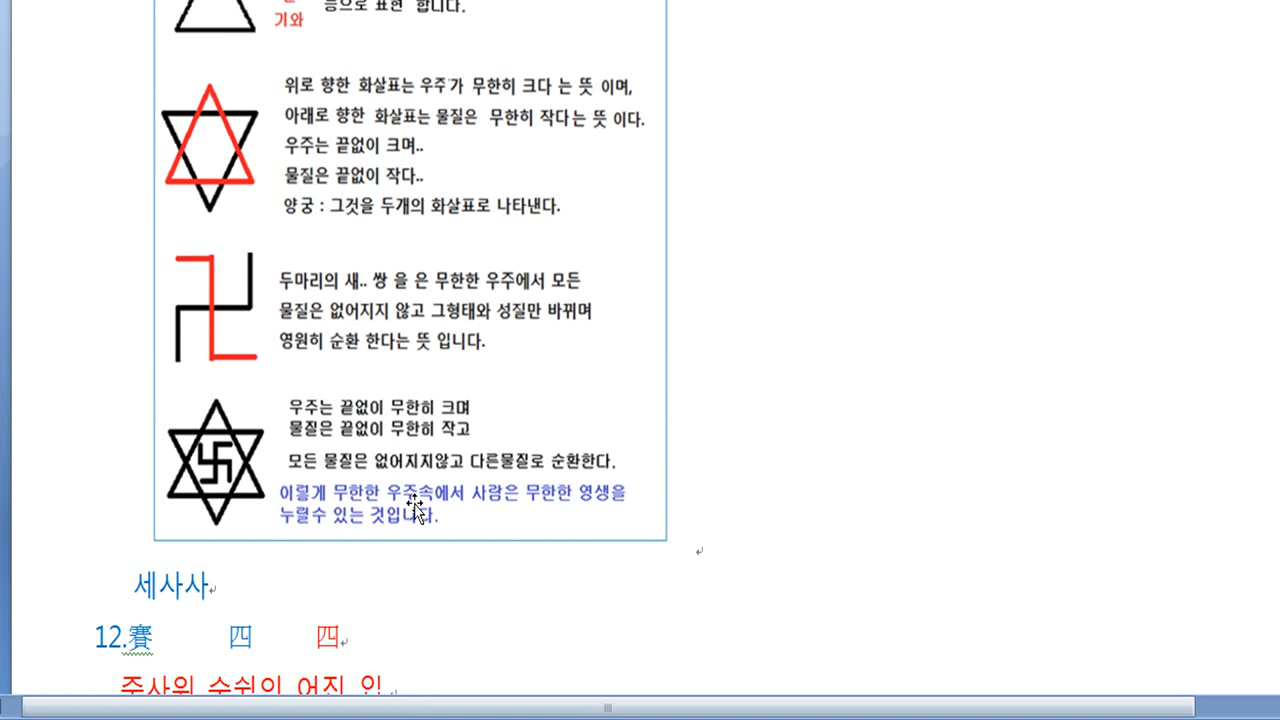 등으로 표현 합니다.
기와
위로 향한 화살표는 우주가 무한히 크다 는 뜻 이며,
아래로 향한 화살표는 물질은 무한히 작다는 뜻 이다.
우주는 끝없이 크며..
물질은 끝없이 작다..
양궁 : 그것을 두개의 화살표로 나타낸다.
두마리의 새.. 쌍 을 은 무한한 우주에서 모든
물질은 없어지지 않고 그형태와 성질만 바뀌며
영원히 순환 한다는 뜻 입니다.
우주는 끝없이 무한히 크며
물질은 끝없이 무한히 작고
모든 물질은 없어지지않고 다른물질로 순환한다.
이렇게 무한한 우주속에서 사람은 무한한 영생을
누릴수 있는 것입니다.
세사사
12.賽 四 四